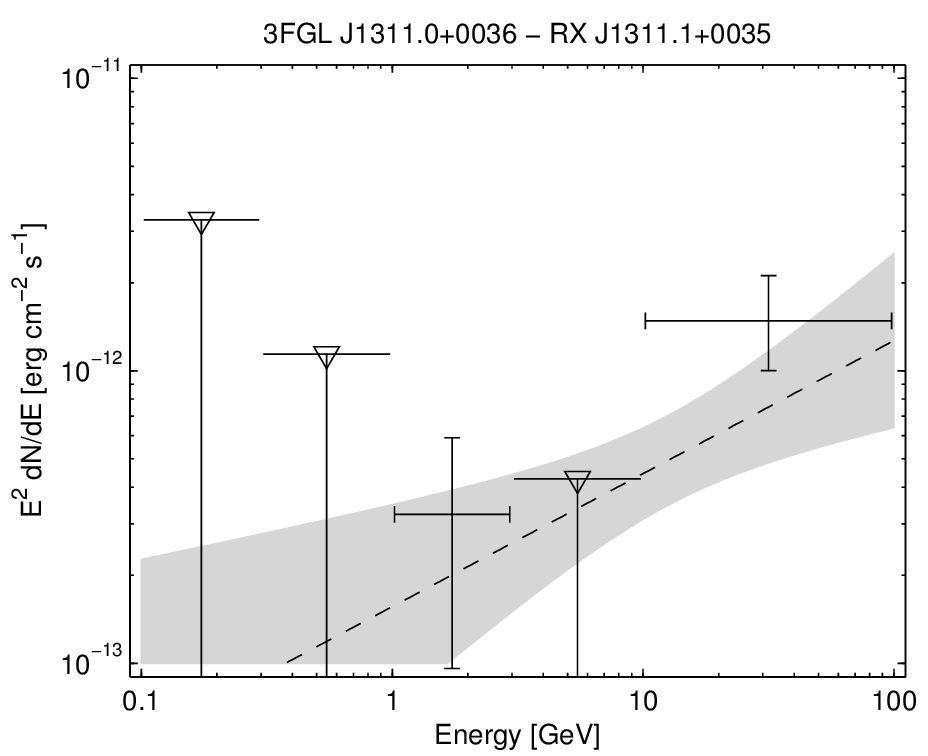 3FGL J1311.0+0036 − RX J1311.1+0035
10⁻¹¹
10⁻¹²
10⁻¹³
E² dN/dE [erg cm⁻² s⁻¹]
0.1 1 10 100
Energy [GeV]